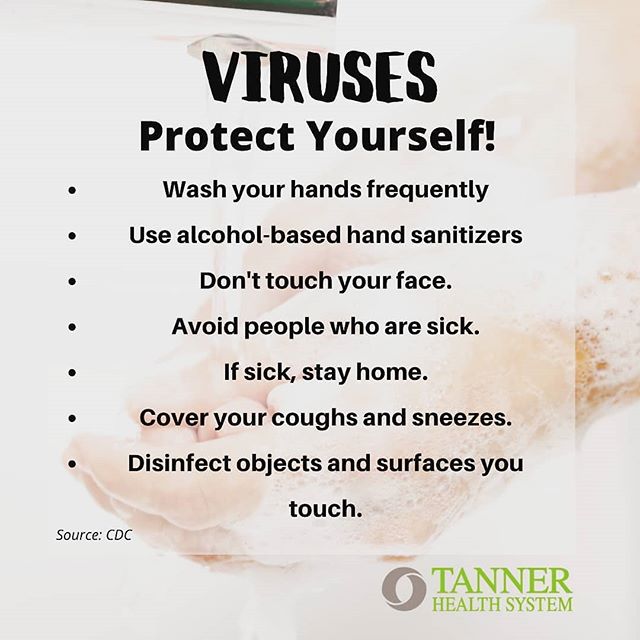 VIRUSES
Protect Yourself!
• Wash your hands frequently
• Use alcohol-based hand sanitizers
• Don't touch your face.
• Avoid people who are sick.
• If sick, stay home.
• Cover your coughs and sneezes.
• Disinfect objects and surfaces you
touch.
Source: CDC
TANNER
HEALTH SYSTEM